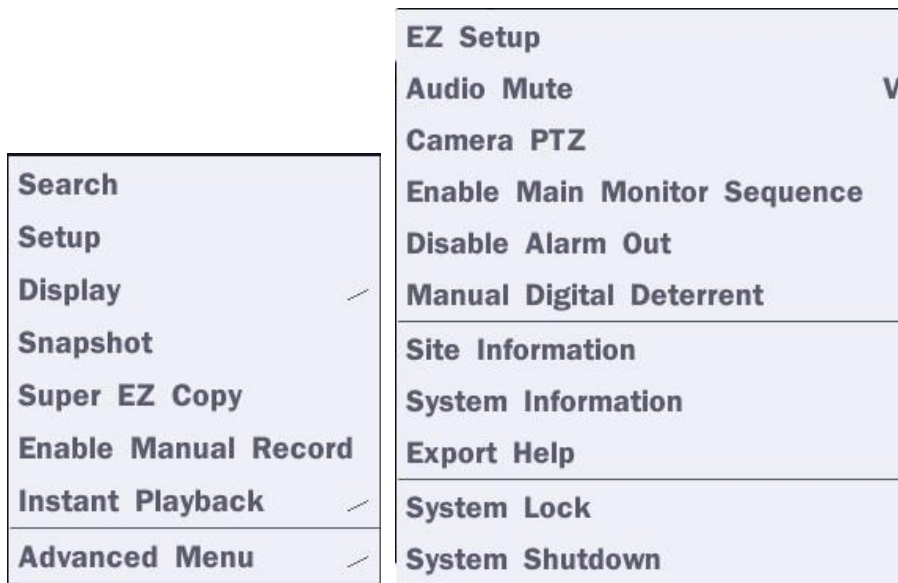 Search
Setup
Display
Snapshot
Super EZ Copy
Enable Manual Record
Instant Playback
Advanced Menu
EZ Setup
Audio Mute V
Camera PTZ
Enable Main Monitor Sequence
Disable Alarm Out
Manual Digital Deterrent
Site Information
System Information
Export Help
System Lock
System Shutdown